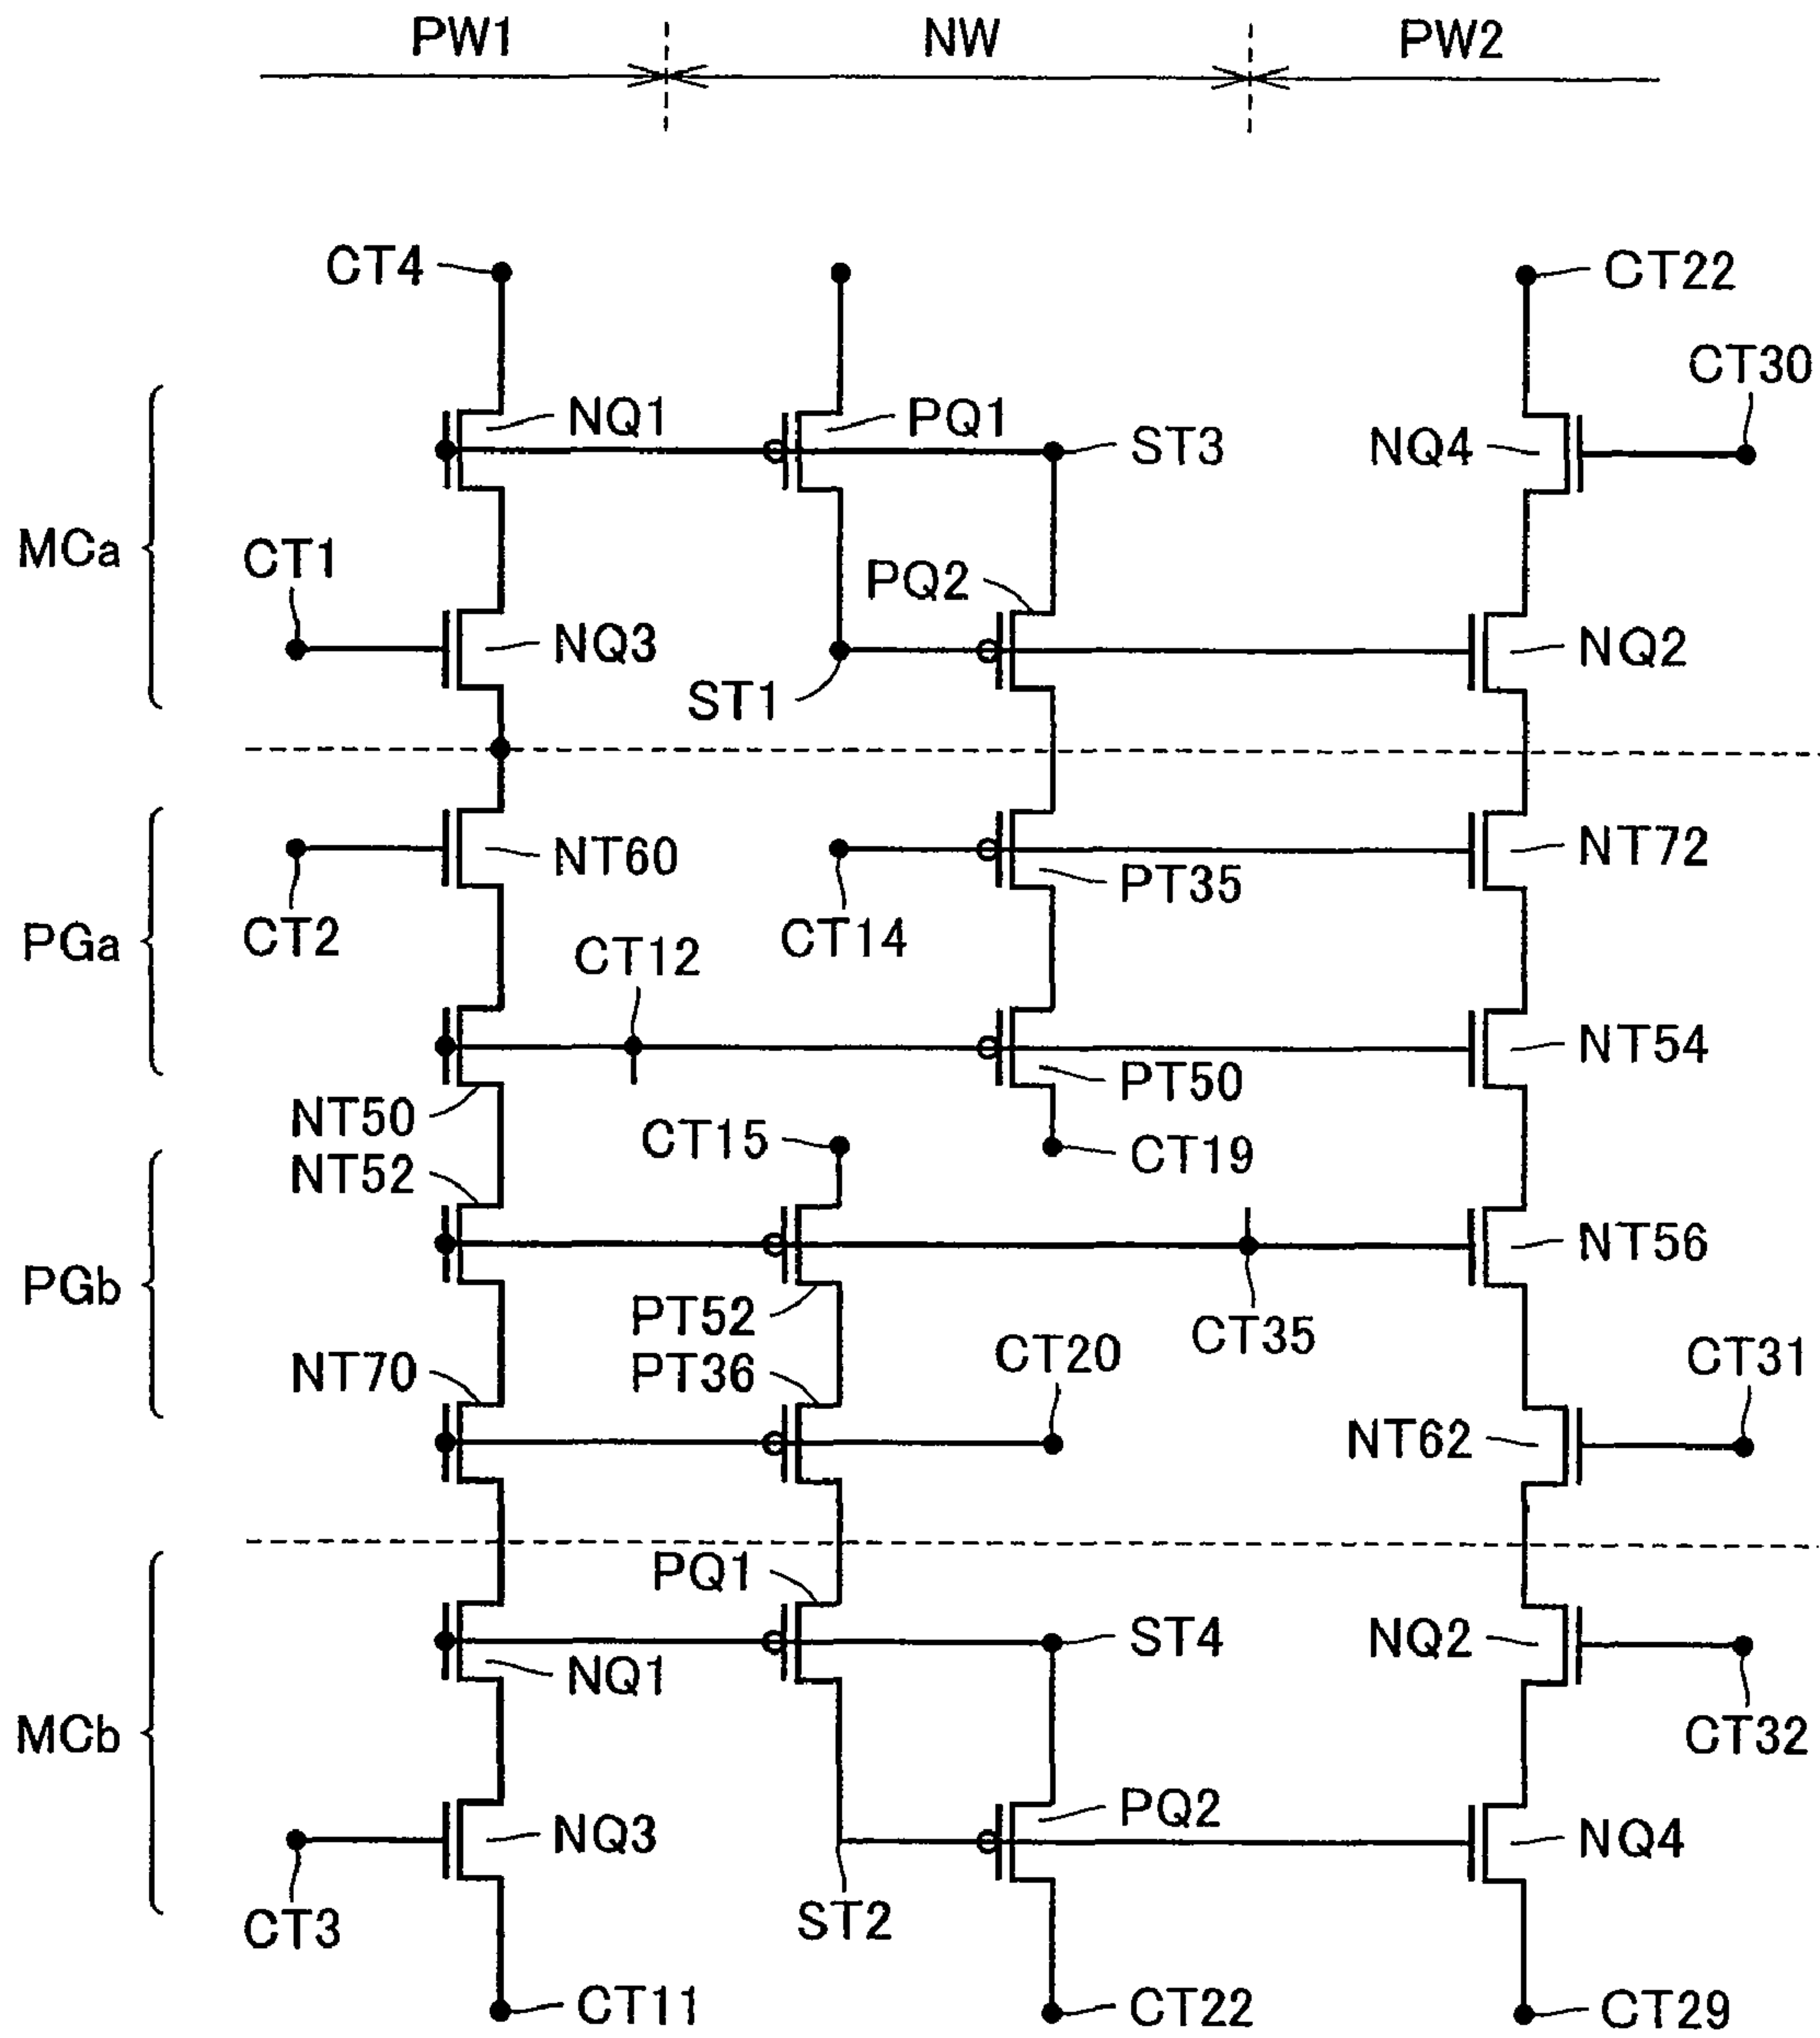 PW1 NW PW2
CT4 CT22
CT30
NQ1 PQ1 ST3 NQ4
MCa
CT1 PQ2
NQ3 ST1 NQ2
NT60 NT72
PT35
PGa CT2 CT14
CT12
NT54
PT50
NT50 CT15 CT19
NT52
NT56
PGb PT52 CT35
NT70 PT36 CT20 CT31
NT62
PQ1
ST4 NQ2
NQ1
MCb CT32
PQ2
NQ3 NQ4
CT3 ST2
CT11 CT22 CT29